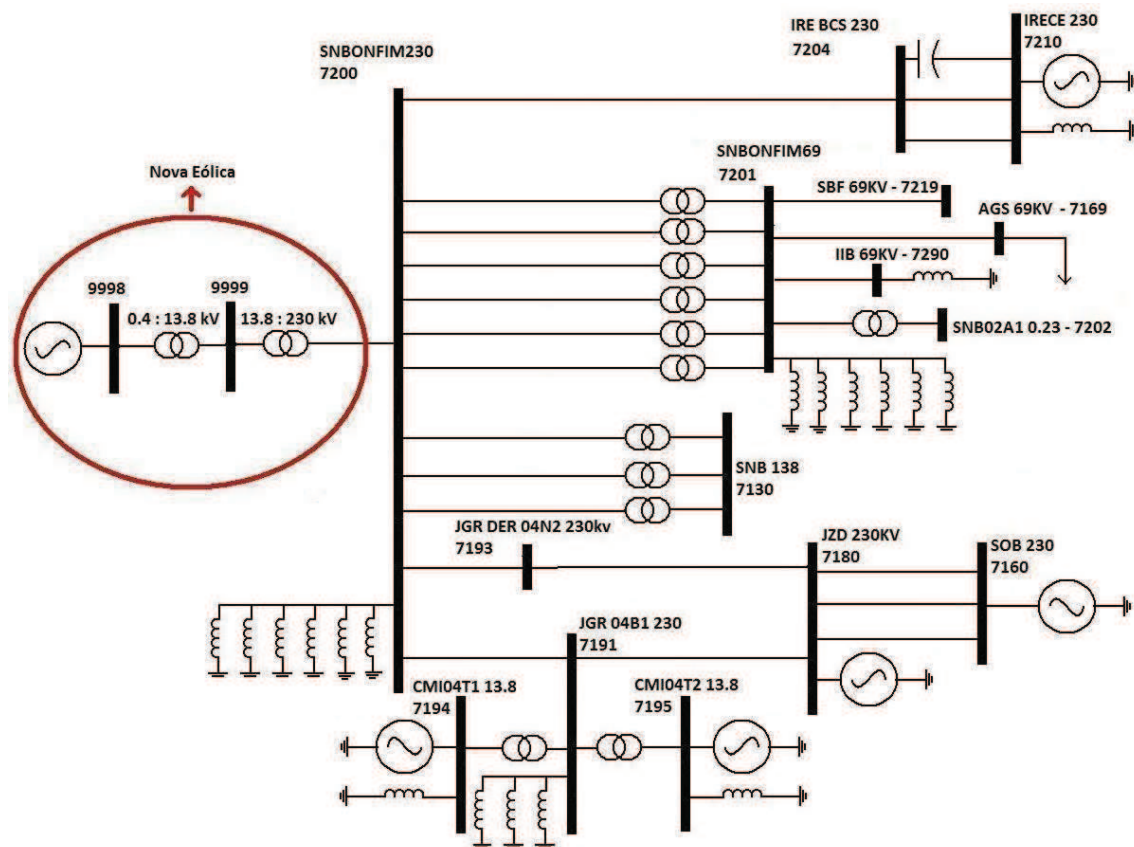 SNBONFIM230
7200
IRE BCS 230
7204
IRECE 230
7210
Nova Eólica
SNBONFIM69
7201
SBF 69KV - 7219
AGS 69KV - 7169
IIB 69KV - 7290
SNB02A1 0.23 - 7202
9998
9999
0.4 : 13.8 kV
13.8 : 230 kV
SNB 138
7130
JGR DER 04N2 230kv
7193
JZD 230KV
7180
SOB 230
7160
JGR 04B1 230
7191
CMI04T1 13.8
7194
CMI04T2 13.8
7195